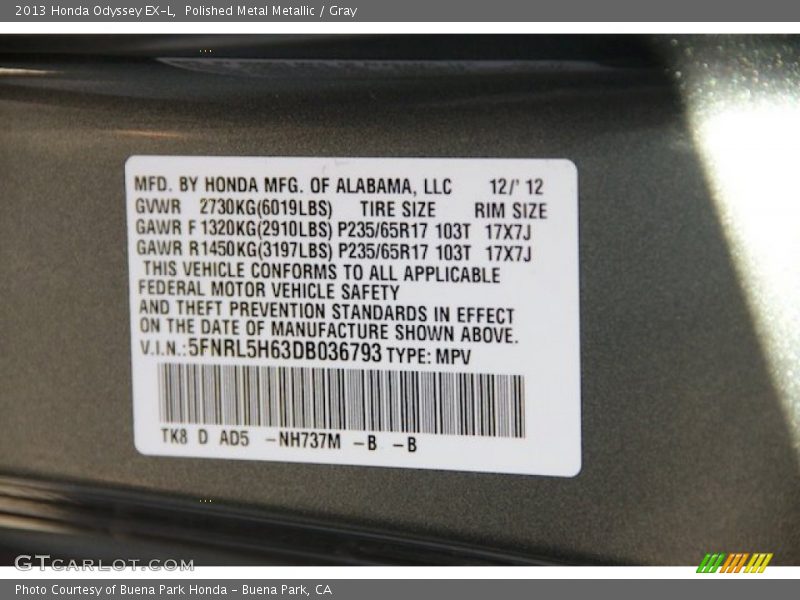 2013 Honda Odyssey EX-L, Polished Metal Metallic / Gray
MFD. BY HONDA MFG. OF ALABAMA, LLC 12/' 12
GVWR 2730KG(6019LBS) TIRE SIZE RIM SIZE
GAWR F 1320KG(2910LBS) P235/65R17 103T 17X7J
GAWR R1450KG(3197LBS) P235/65R17 103T 17X7J
THIS VEHICLE CONFORMS TO ALL APPLICABLE
FEDERAL MOTOR VEHICLE SAFETY
AND THEFT PREVENTION STANDARDS IN EFFECT
ON THE DATE OF MANUFACTURE SHOWN ABOVE.
V.I.N.:5FNRL5H63DB036793 TYPE: MPV
TK8 D AD5 -NH737M -B -B
GTCARLOT.COM
Photo Courtesy of Buena Park Honda - Buena Park, CA